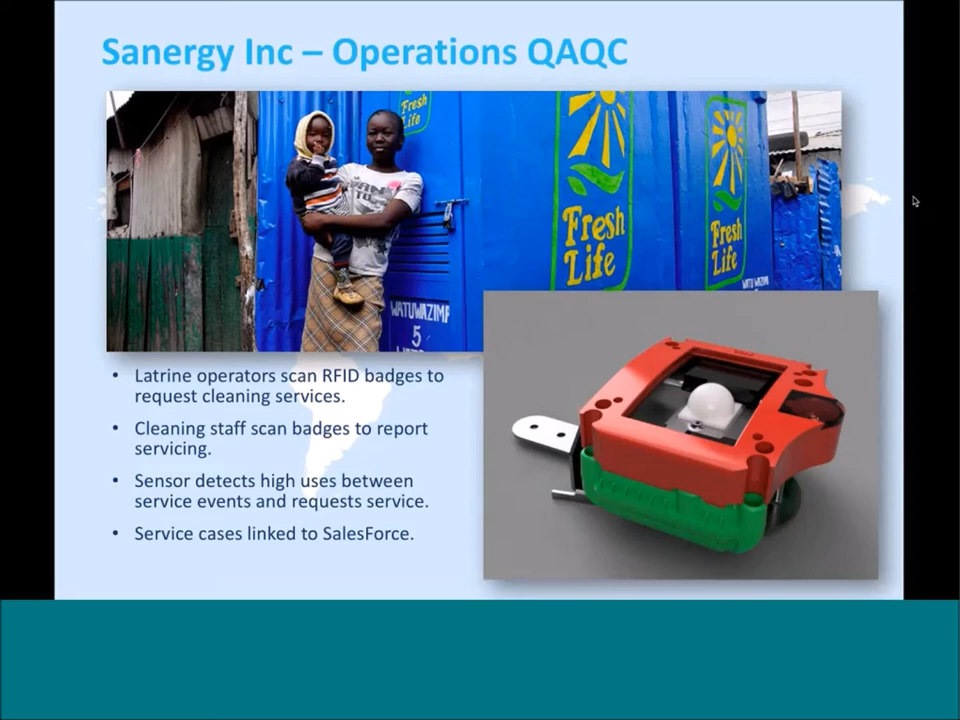 Sanergy Inc – Operations QAQC
Fresh
Life
Fresh
Life
Fresh
Life
WATUWAZIMA
5
• Latrine operators scan RFID badges to
request cleaning services.
• Cleaning staff scan badges to report
servicing.
• Sensor detects high uses between
service events and requests service.
• Service cases linked to SalesForce.